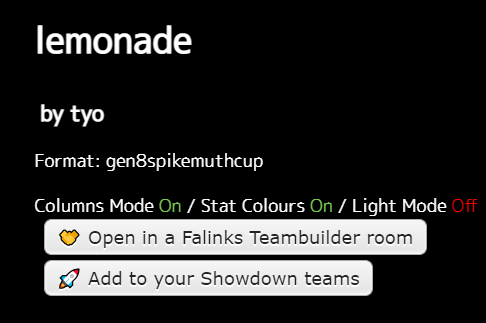 lemonade
by tyo
Format: gen8spikemuthcup
Columns Mode On / Stat Colours On / Light Mode Off
Open in a Falinks Teambuilder room
Add to your Showdown teams